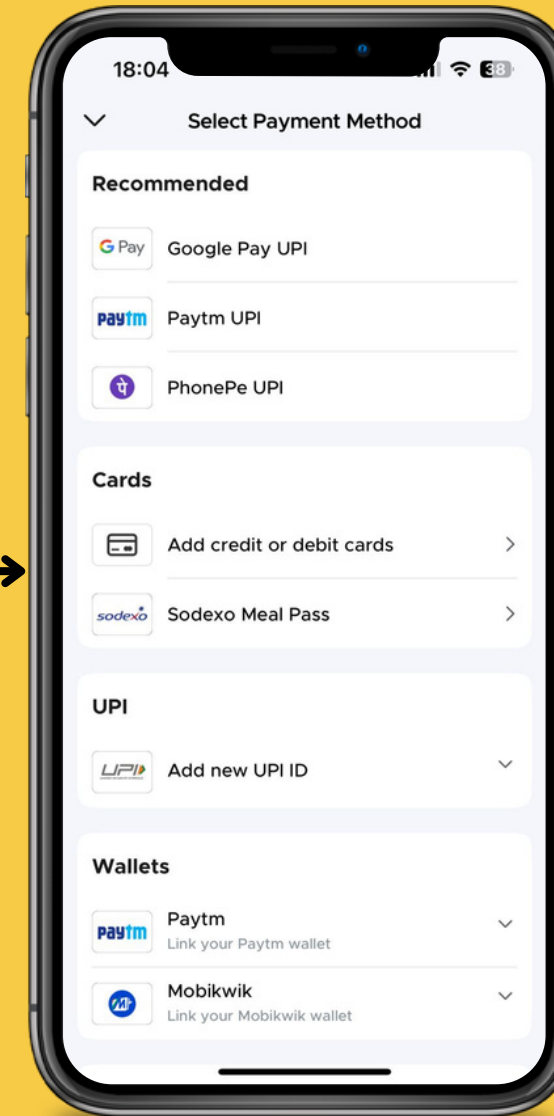 18:04
38
Select Payment Method
Recommended
G Pay Google Pay UPI
Paytm Paytm UPI
पे PhonePe UPI
Cards
Add credit or debit cards
sodexo Sodexo Meal Pass
UPI
UPI Add new UPI ID
Wallets
Paytm Paytm
Link your Paytm wallet
Mobikwik
Link your Mobikwik wallet